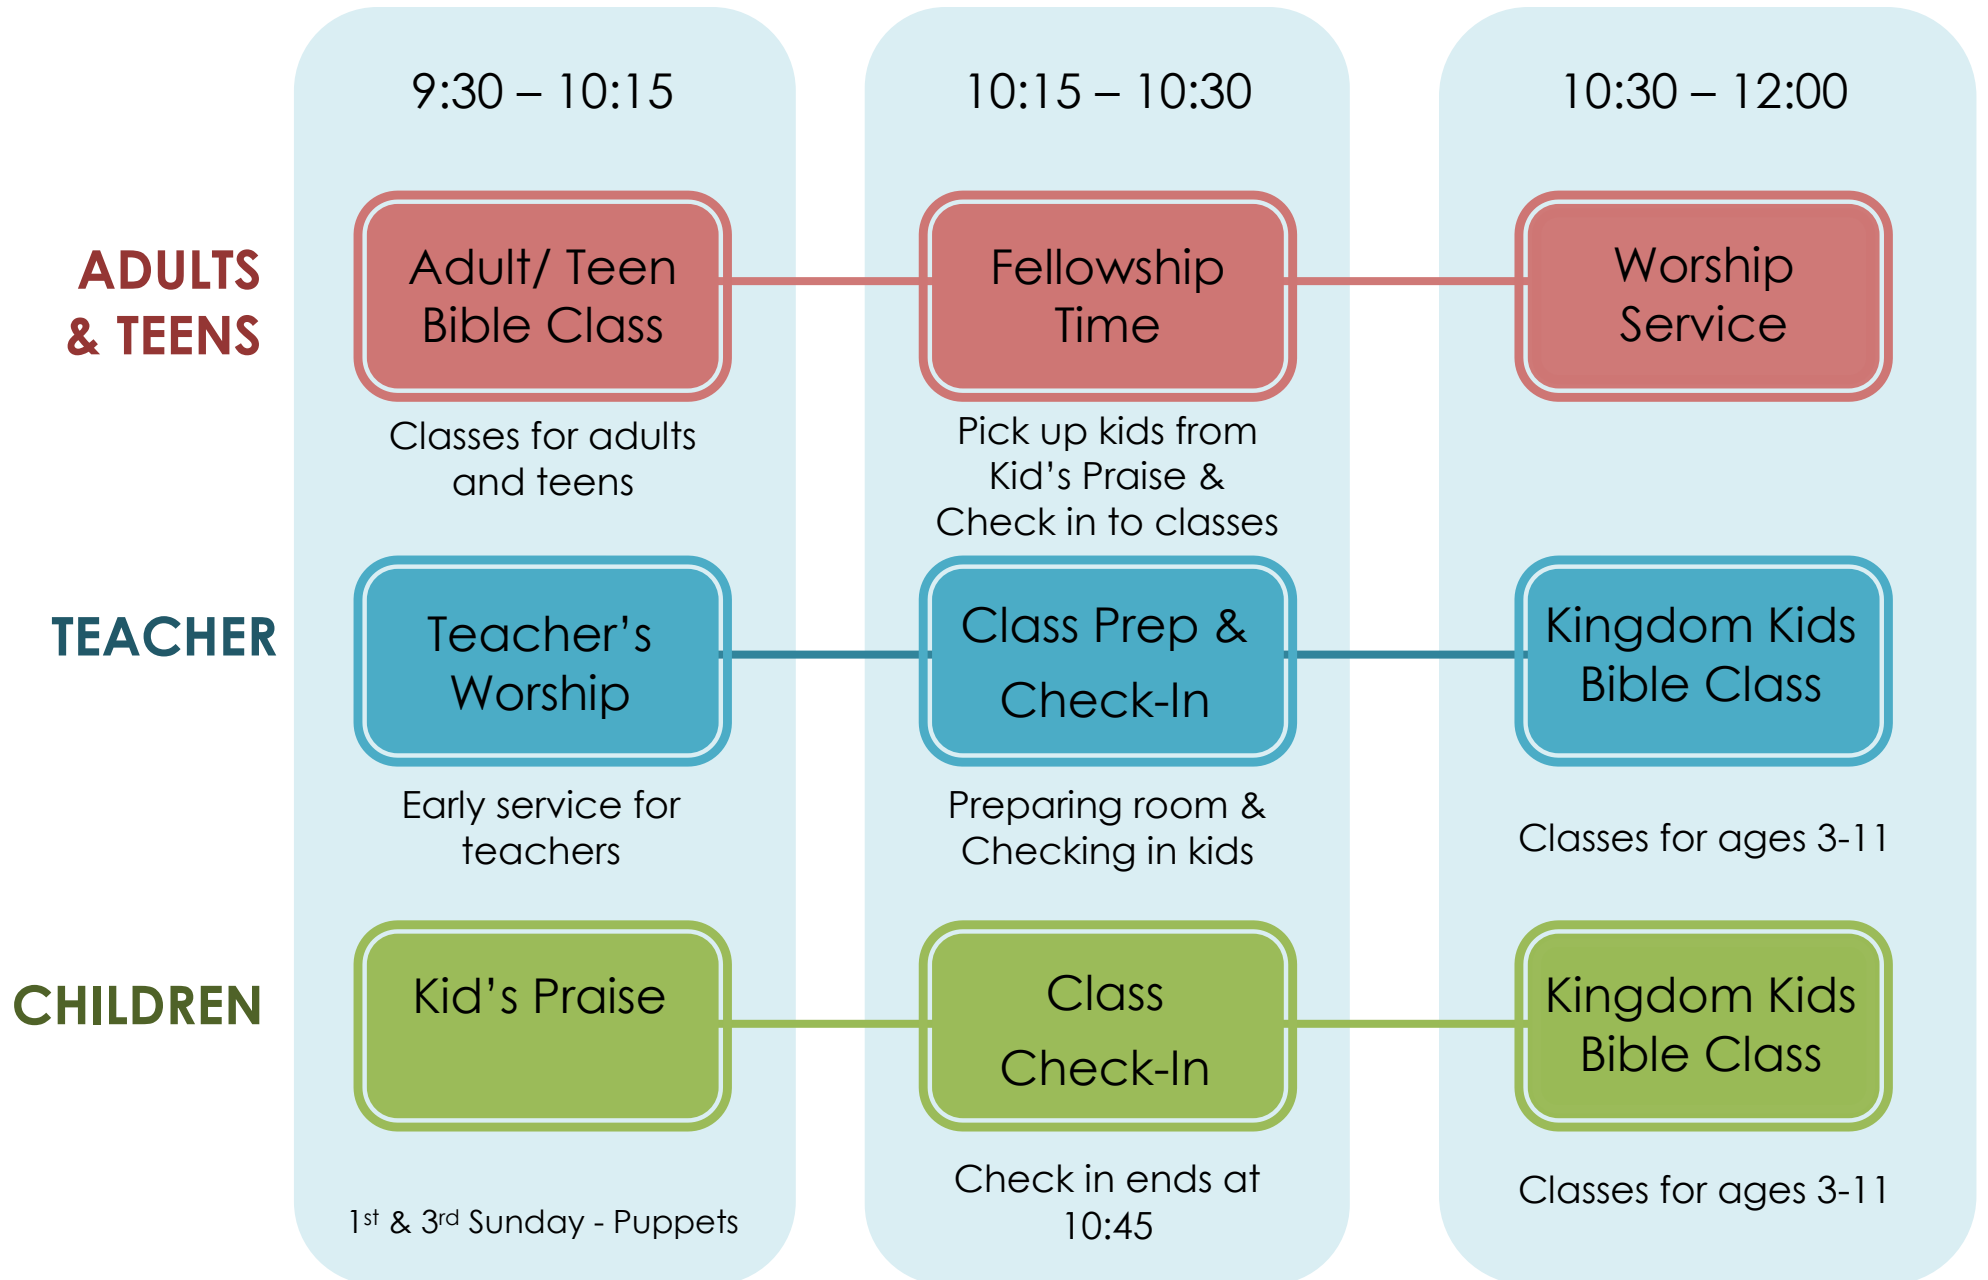 9:30 – 10:15
10:15 – 10:30
10:30 – 12:00
ADULTS
& TEENS
Adult/ Teen
Bible Class
Fellowship
Time
Worship
Service
Classes for adults
and teens
Pick up kids from
Kid’s Praise &
Check in to classes
TEACHER
Teacher’s
Worship
Class Prep &
Check-In
Kingdom Kids
Bible Class
Early service for
teachers
Preparing room &
Checking in kids
Classes for ages 3-11
CHILDREN
Kid’s Praise
Class
Check-In
Kingdom Kids
Bible Class
1st & 3rd Sunday - Puppets
Check in ends at
10:45
Classes for ages 3-11